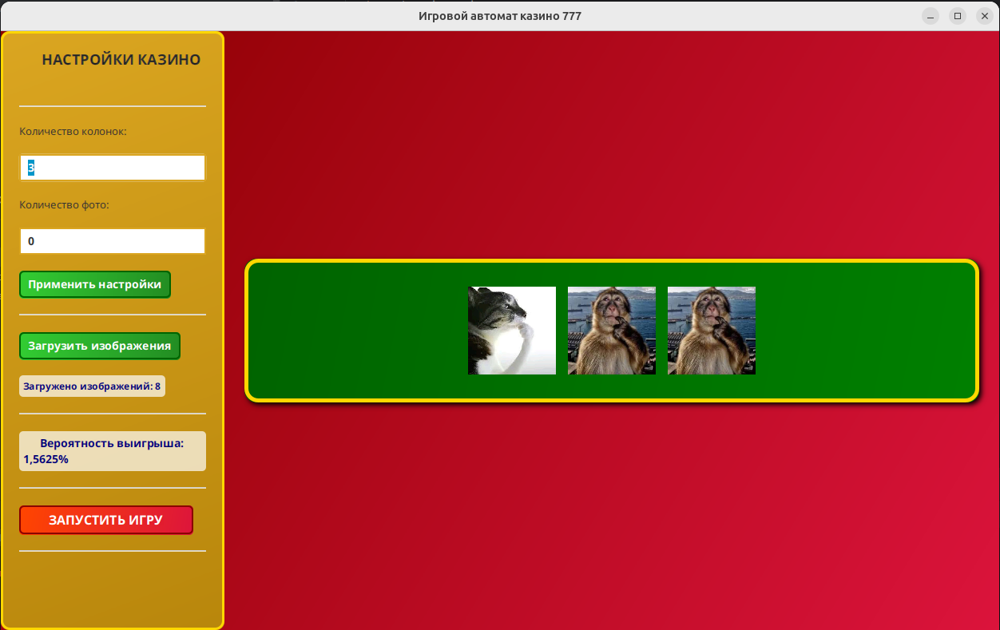 Игровой автомат казино 777
НАСТРОЙКИ КАЗИНО
Количество колонок:
3
Количество фото:
0
Применить настройки
Загрузить изображения
Загружено изображений: 8
Вероятность выигрыша:
1,5625%
ЗАПУСТИТЬ ИГРУ